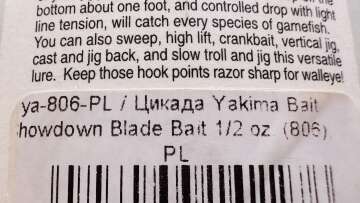 bottom about one foot, and controlled drop with light
line tension, will catch every species of gamefish.
You can also sweep, high lift, crankbait, vertical jig,
cast and jig back, and slow troll and jig this versatile
lure. Keep those hook points razor sharp for walleye!
ya-806-PL / Цикада Yakima Bait
howdown Blade Bait 1/2 oz (806)
PL